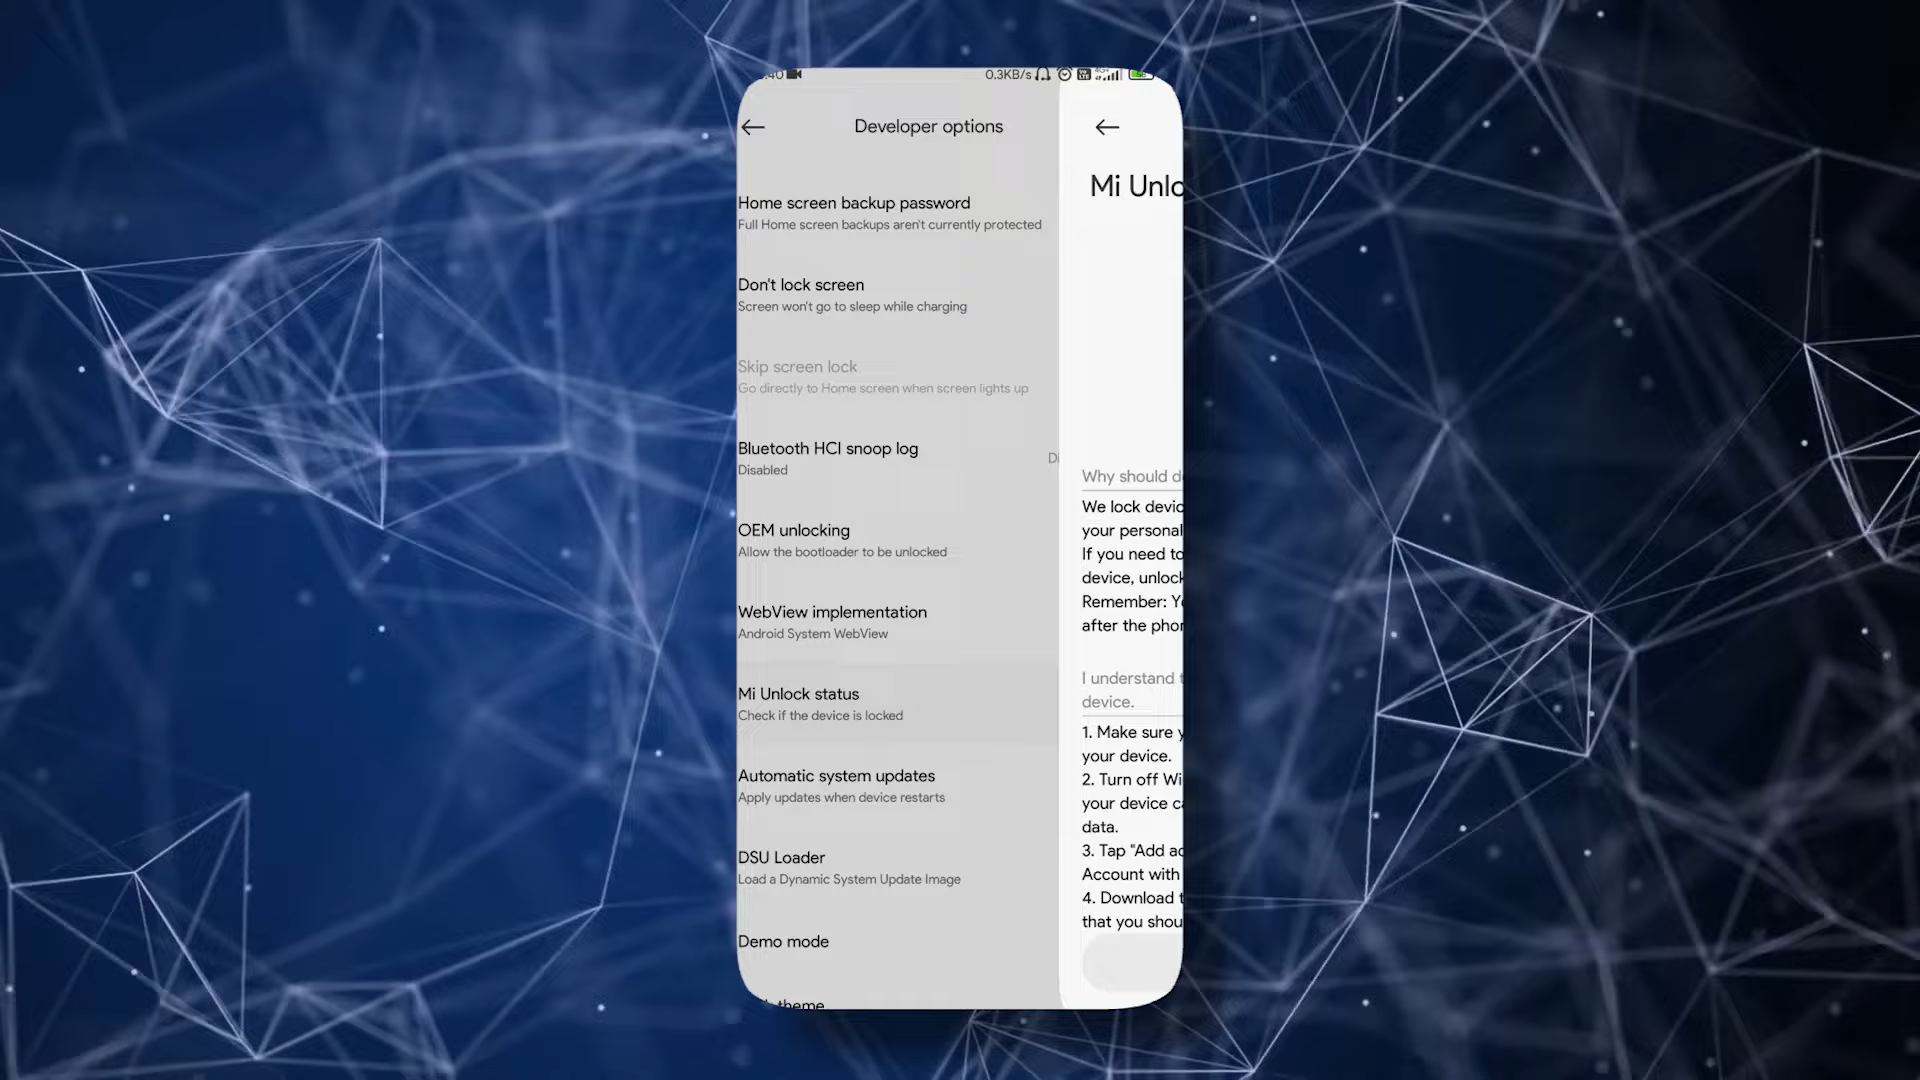 :40
0.3KB/s
Developer options
Home screen backup password
Full Home screen backups aren't currently protected
Don't lock screen
Screen won't go to sleep while charging
Skip screen lock
Go directly to Home screen when screen lights up
Bluetooth HCI snoop log
Disabled
Di
OEM unlocking
Allow the bootloader to be unlocked
WebView implementation
Android System WebView
Mi Unlock status
Check if the device is locked
Automatic system updates
Apply updates when device restarts
DSU Loader
Load a Dynamic System Update Image
Demo mode
theme
Mi Unlo
Why should d
We lock devic
your personal
If you need to
device, unlock
Remember: Yo
after the phon
I understand t
device.
1. Make sure y
your device.
2. Turn off Wi
your device ca
data.
3. Tap "Add ac
Account with
4. Download t
that you shou